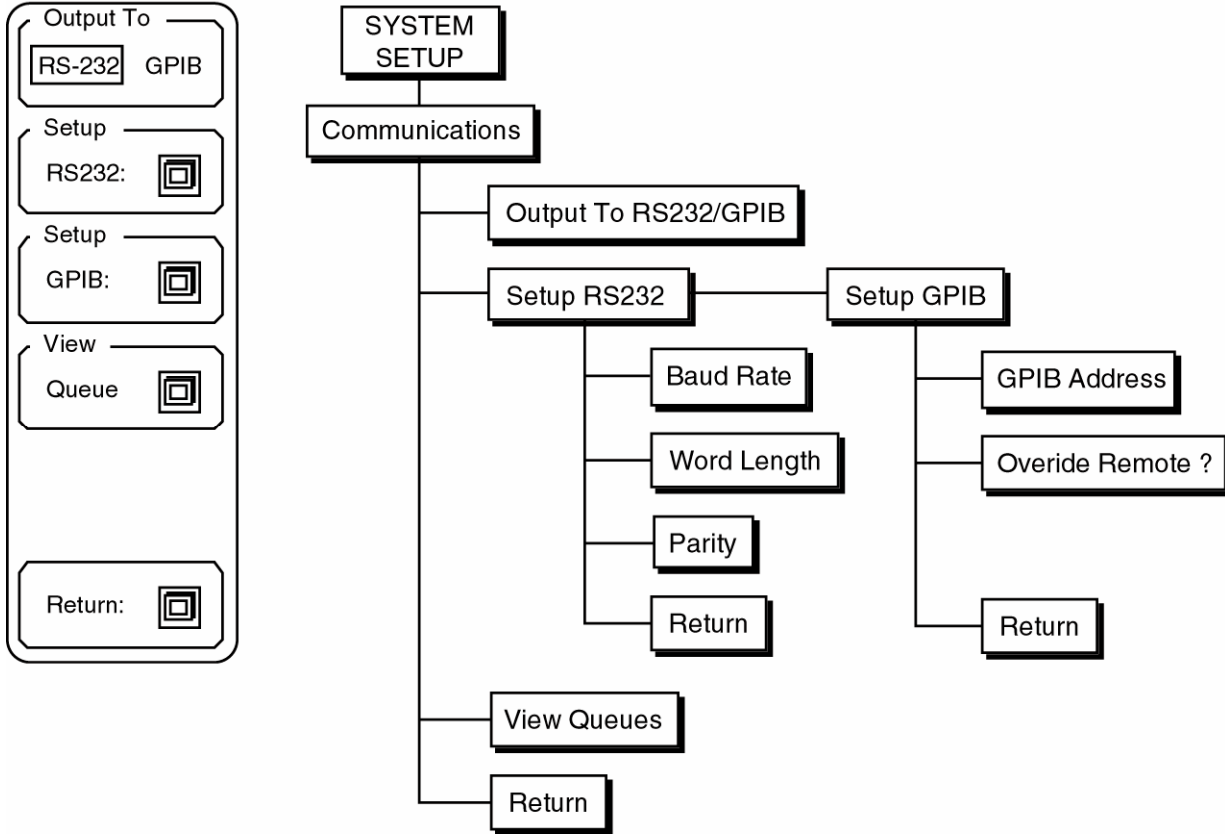 Output To
RS-232 GPIB
Setup
RS232:
Setup
GPIB:
View
Queue
Return:
SYSTEM
SETUP
Communications
Output To RS232/GPIB
Setup RS232
Setup GPIB
Baud Rate
Word Length
Parity
Return
GPIB Address
Overide Remote ?
Return
View Queues
Return